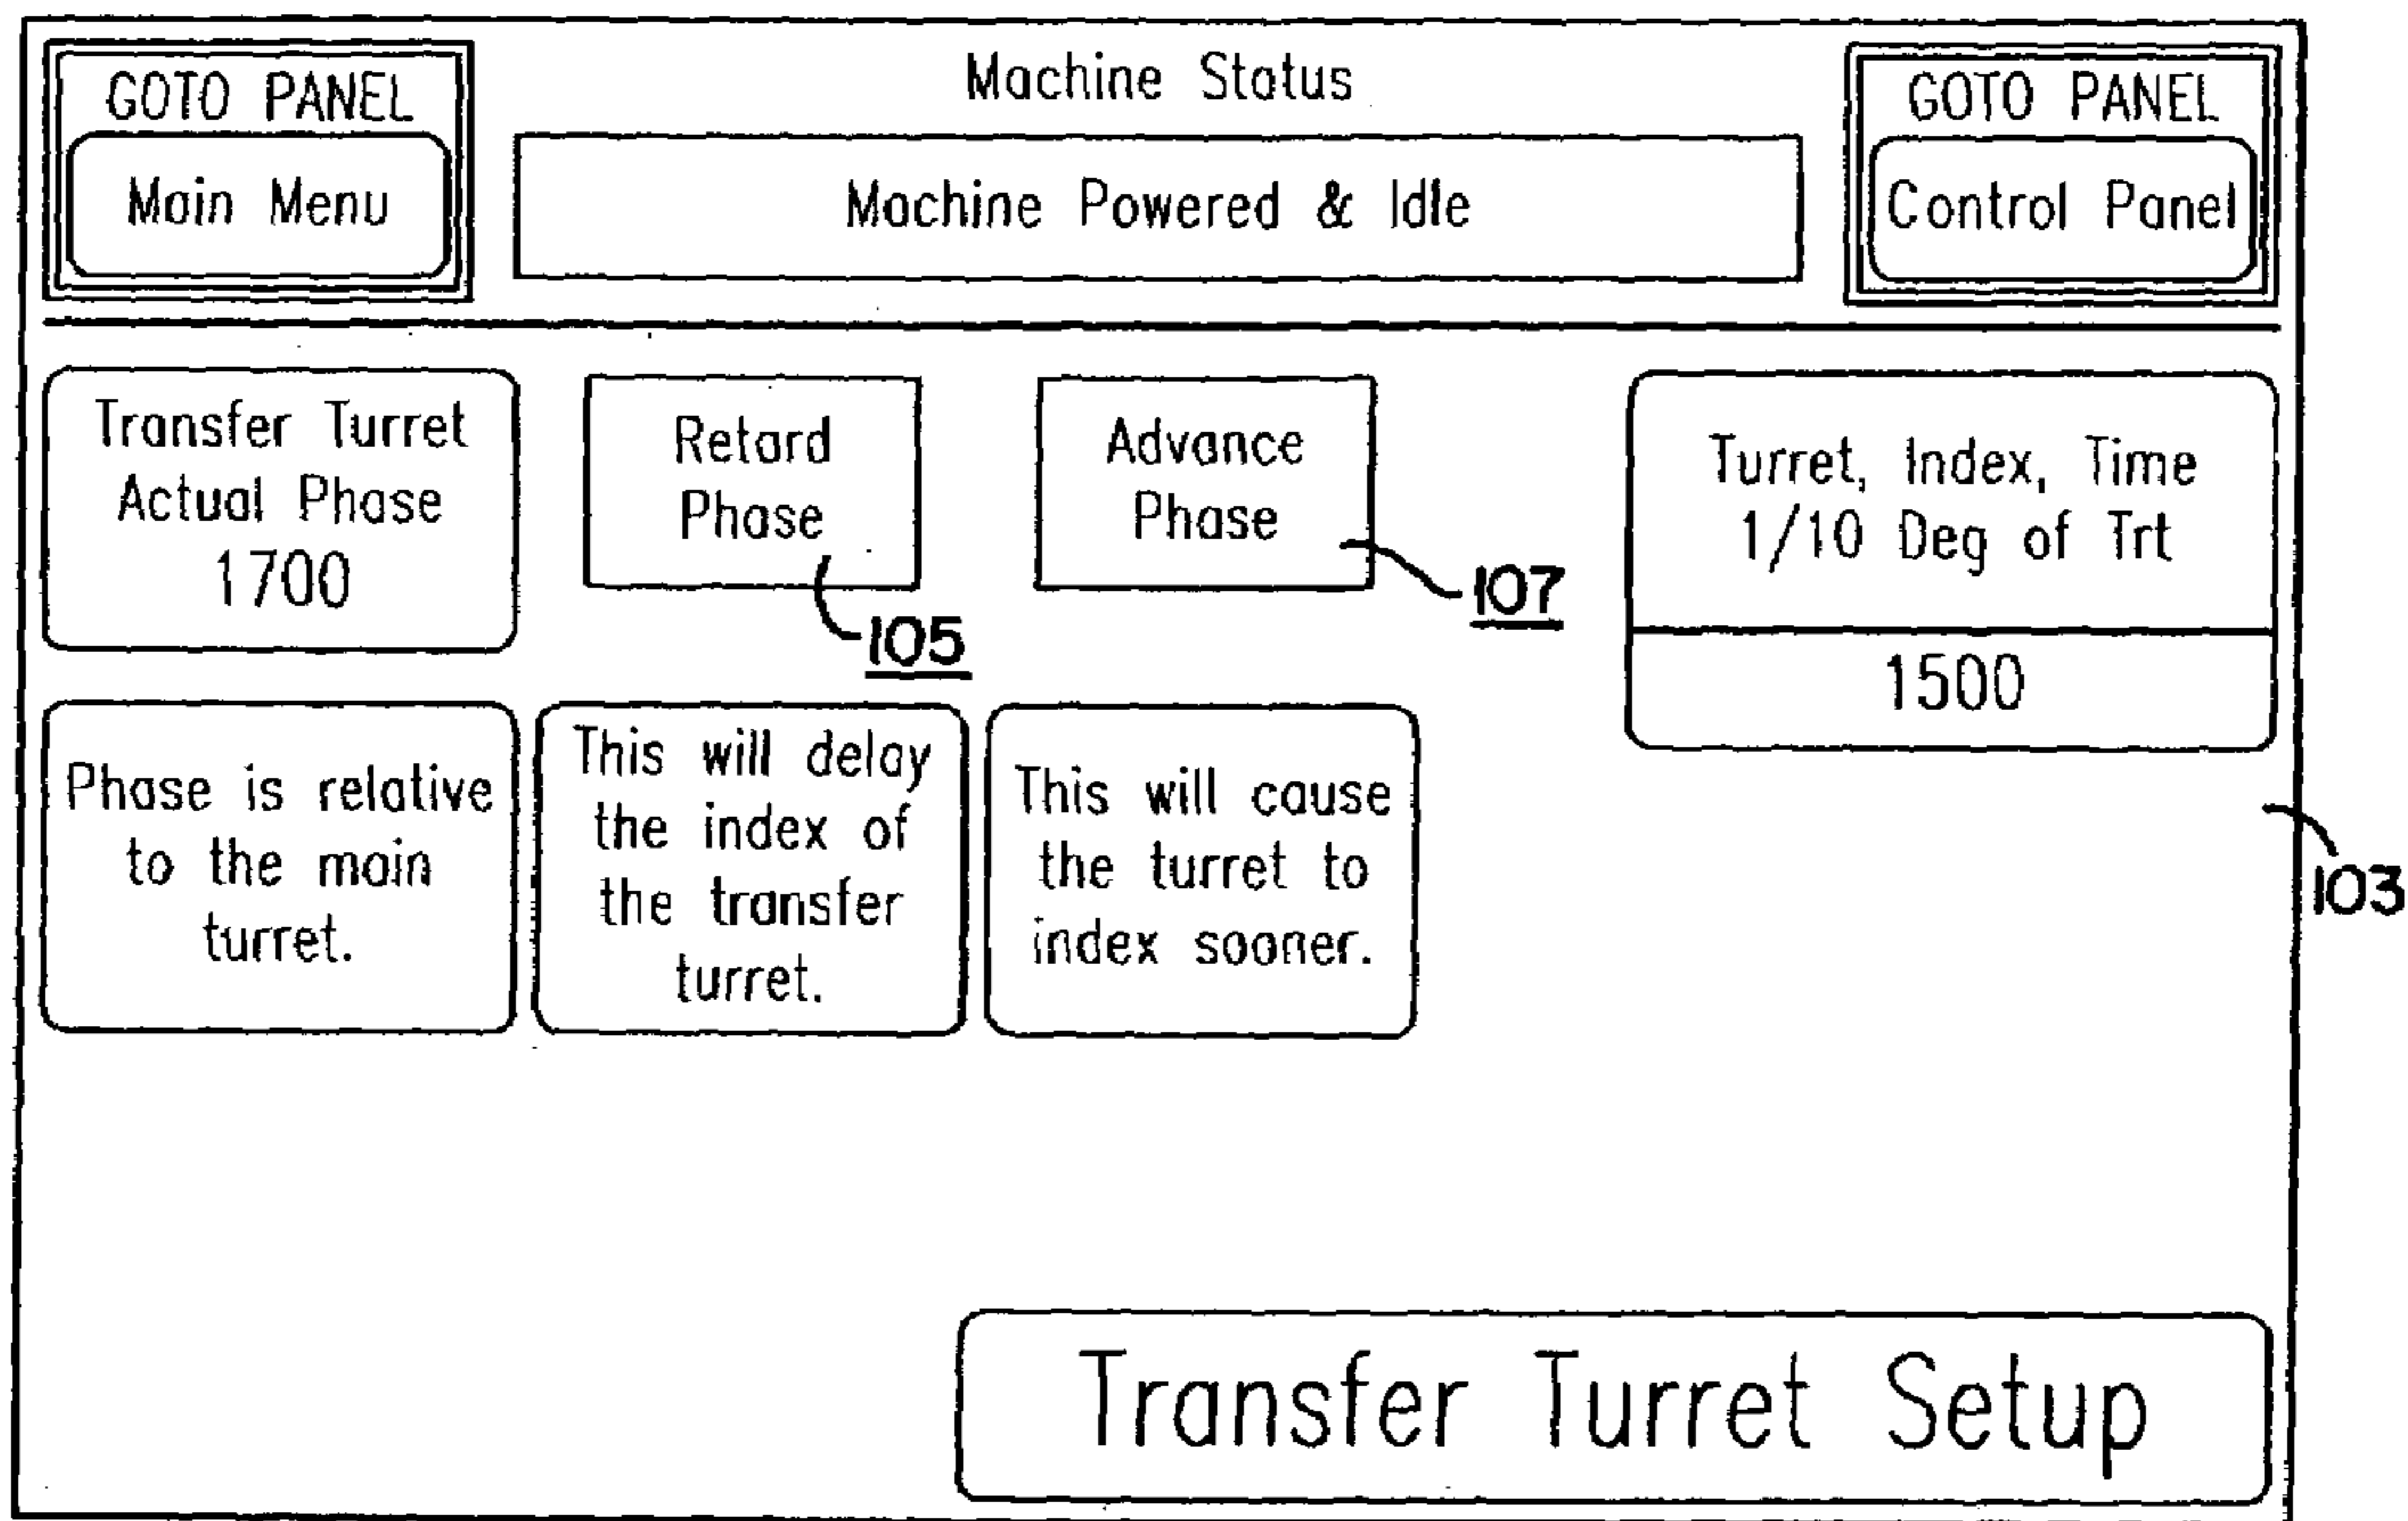 GOTO PANEL
Main Menu
Machine Status
Machine Powered & Idle
GOTO PANEL
Control Panel
Transfer Turret
Actual Phase
1700
Retard
Phase
105
Advance
Phase
107
Turret, Index, Time
1/10 Deg of Trt
1500
Phase is relative
to the main
turret.
This will delay
the index of
the transfer
turret.
This will cause
the turret to
index sooner.
103
Transfer Turret Setup